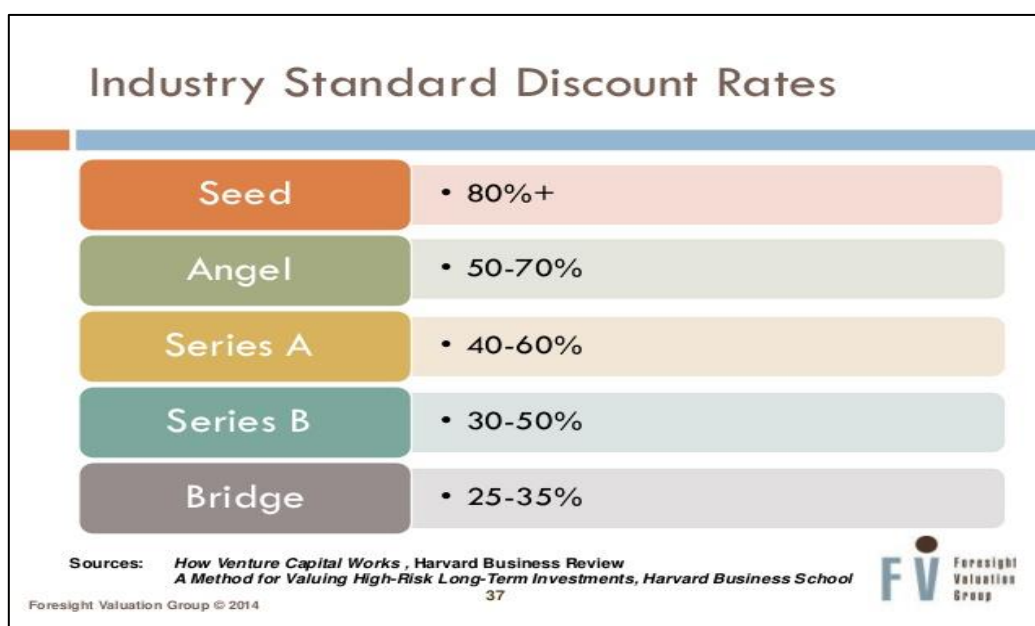 Industry Standard Discount Rates
Seed
• 80%+
Angel
• 50-70%
Series A
• 40-60%
Series B
• 30-50%
Bridge
• 25-35%
Sources: How Venture Capital Works , Harvard Business Review
A Method for Valuing High-Risk Long-Term Investments, Harvard Business School
37
Foresight Valuation Group © 2014
FV
Foresight
Valuation
Group